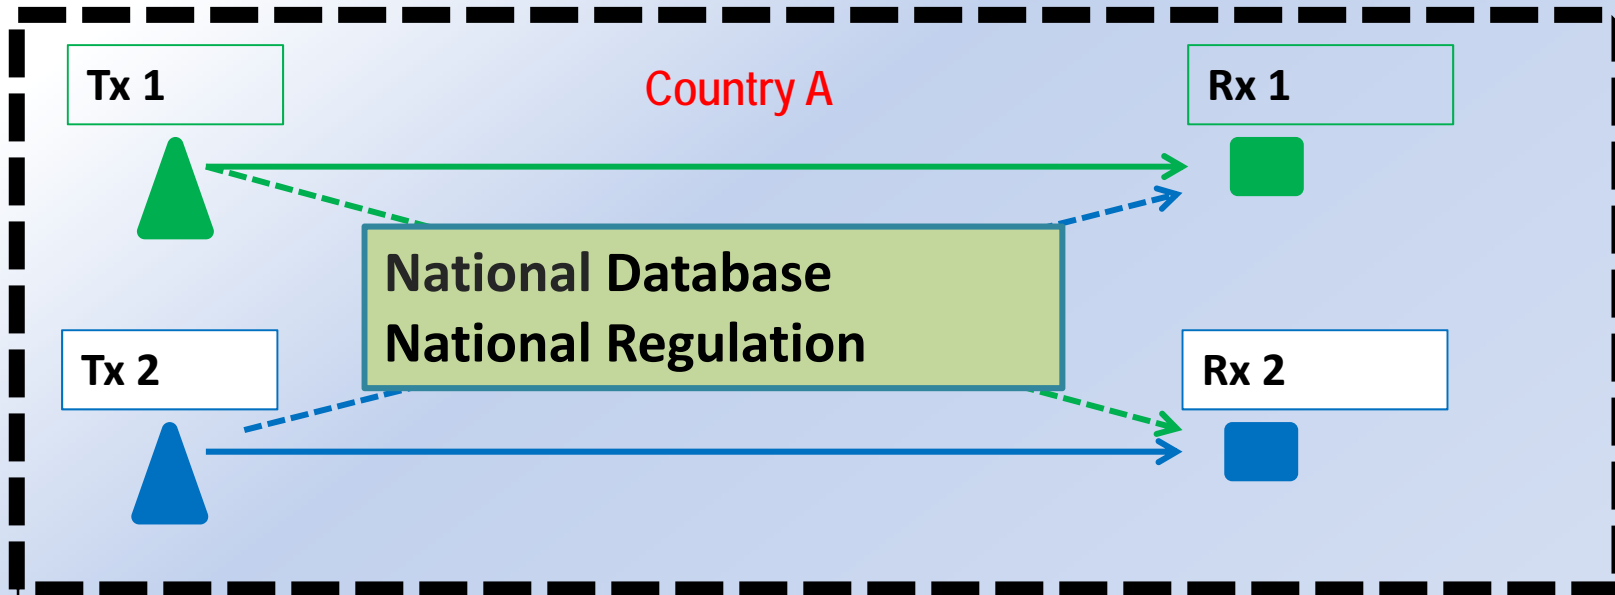 Tx 1
Country A
Rx 1
National Database
National Regulation
Tx 2
Rx 2